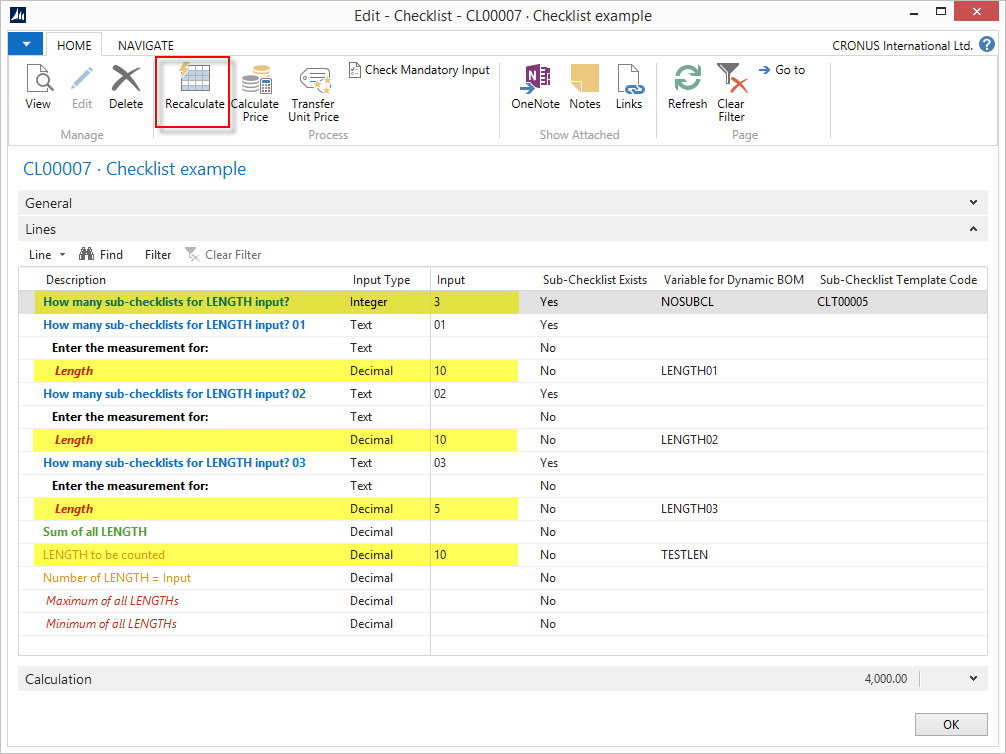 Edit - Checklist - CL00007 · Checklist example
HOME NAVIGATE CRONUS International Ltd.
View Edit Delete Recalculate Calculate Price Transfer Unit Price Check Mandatory Input OneNote Notes Links Refresh Clear Filter Go to
Manage Process Show Attached Page
CL00007 · Checklist example
General
Lines
Line Find Filter Clear Filter
Description Input Type Input Sub-Checklist Exists Variable for Dynamic BOM Sub-Checklist Template Code
How many sub-checklists for LENGTH input? Integer 3 Yes NOSUBCL CLT00005
How many sub-checklists for LENGTH input? 01 Text 01 Yes
Enter the measurement for: Text No
Length Decimal 10 No LENGTH01
How many sub-checklists for LENGTH input? 02 Text 02 Yes
Enter the measurement for: Text No
Length Decimal 10 No LENGTH02
How many sub-checklists for LENGTH input? 03 Text 03 Yes
Enter the measurement for: Text No
Length Decimal 5 No LENGTH03
Sum of all LENGTH Decimal No
LENGTH to be counted Decimal 10 No TESTLEN
Number of LENGTH = Input Decimal No
Maximum of all LENGTHs Decimal No
Minimum of all LENGTHs Decimal No
Calculation 4,000.00
OK